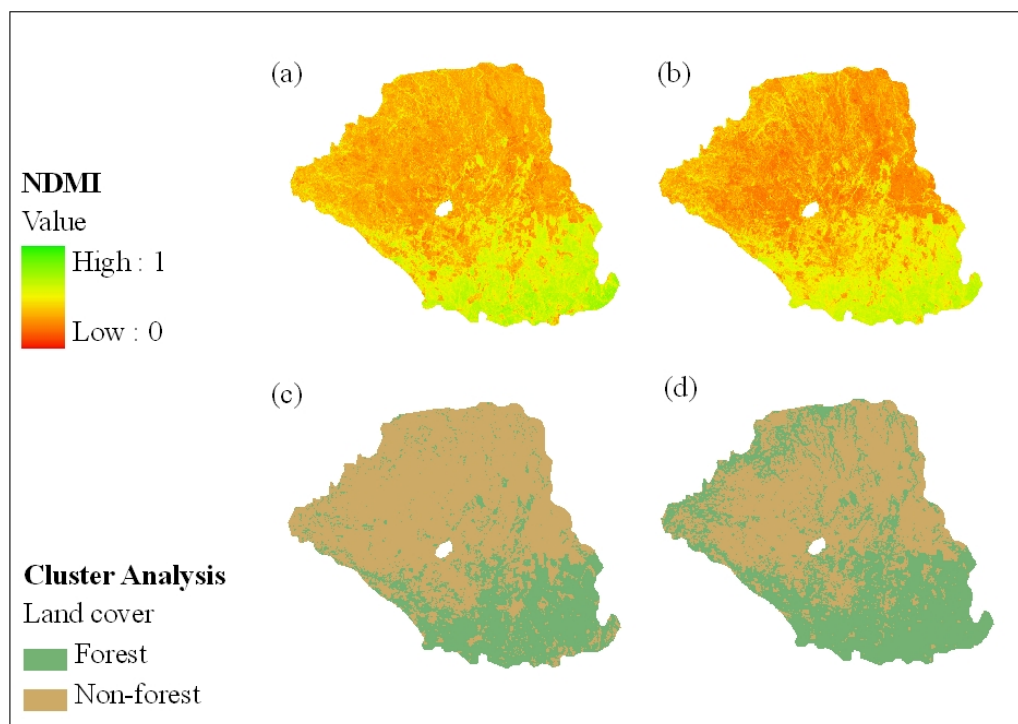 (a)
(b)
NDMI
Value
High : 1
Low : 0
(c)
(d)
Cluster Analysis
Land cover
Forest
Non-forest